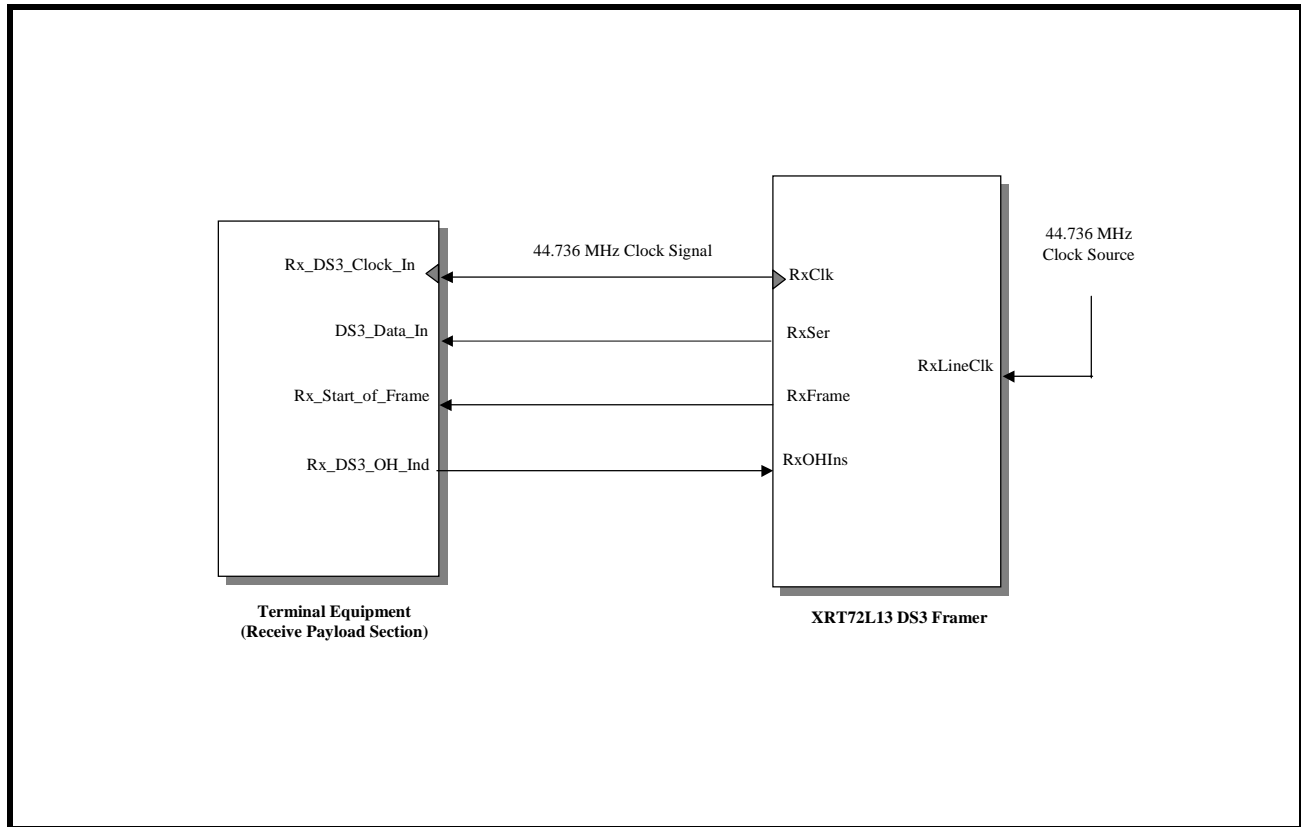 44.736 MHz
Clock Source
44.736 MHz Clock Signal
Rx_DS3_Clock_In
RxClk
DS3_Data_In
RxSer
RxLineClk
Rx_Start_of_Frame
RxFrame
Rx_DS3_OH_Ind
RxOHIns
Terminal Equipment
(Receive Payload Section)
XRT72L13 DS3 Framer